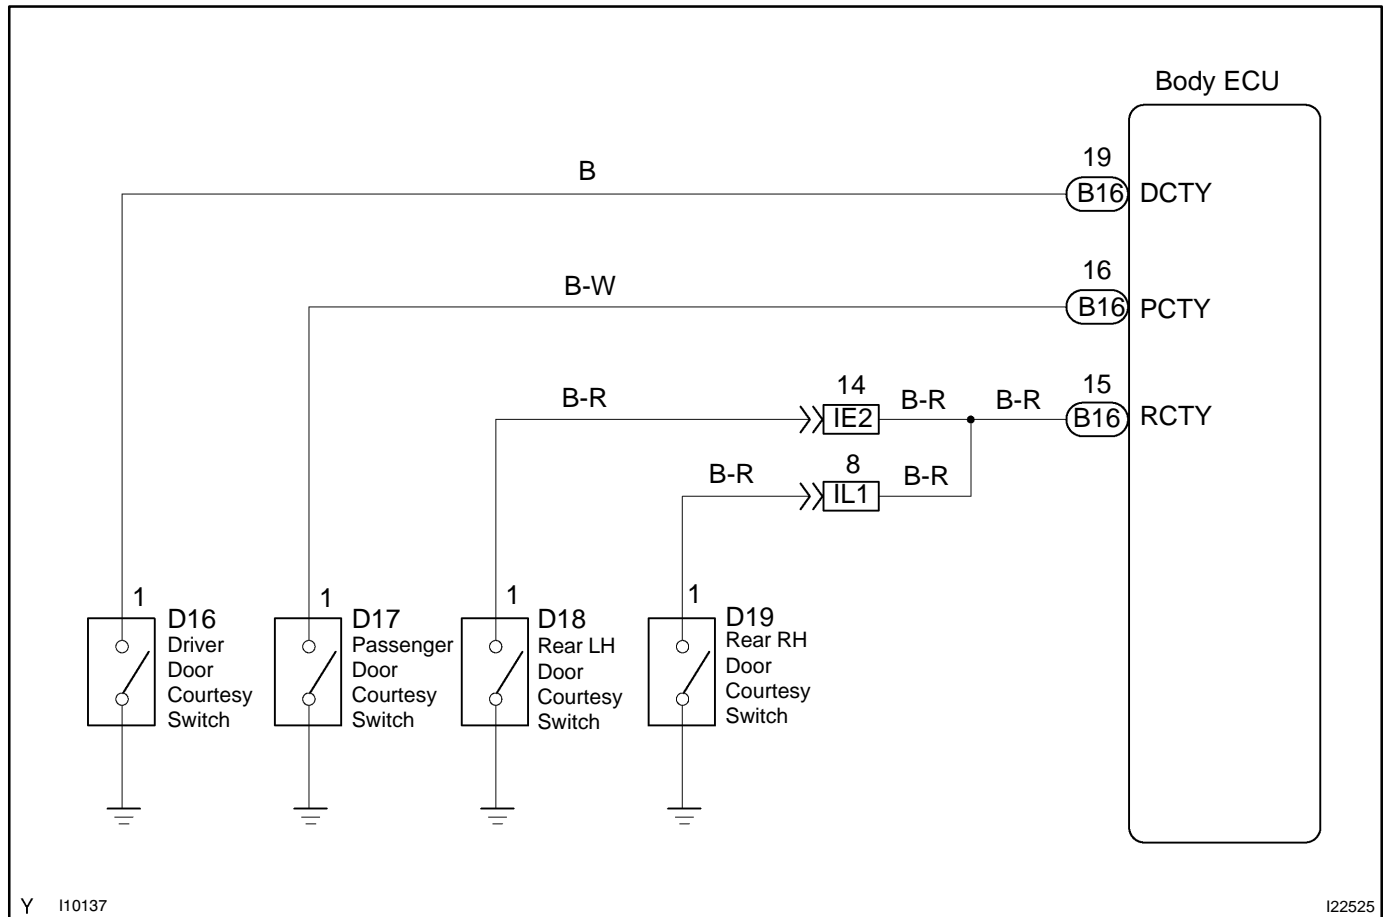 Body ECU
19
B
B16 DCTY
16
B-W
B16 PCTY
14
15
B-R
B-R
B-R
IE2
B16 RCTY
8
B-R
B-R
IL1
1
1
1
1
D16
Driver
Door
Courtesy
Switch
D17
Passenger
Door
Courtesy
Switch
D18
Rear LH
Door
Courtesy
Switch
D19
Rear RH
Door
Courtesy
Switch
Y I10137
I22525